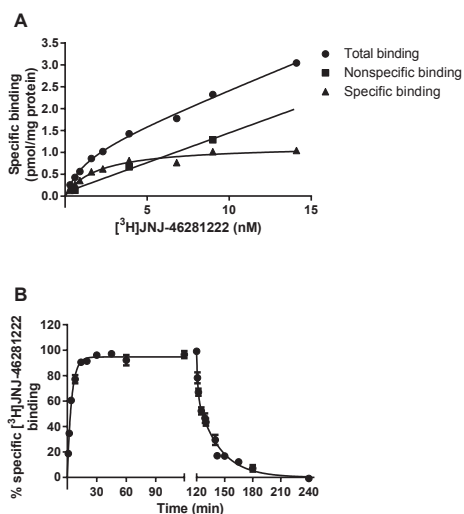 A
Specific binding
(pmol/mg protein)
3.5
3.0
2.5
2.0
1.5
1.0
0.5
0.0
5
10
15
[³H]JNJ-46281222 (nM)
Total binding
Nonspecific binding
Specific binding
B
% specific [³H]JNJ-46281222
binding
120
100
80
60
40
20
0
30
60
90
120
150
180
210
240
Time (min)